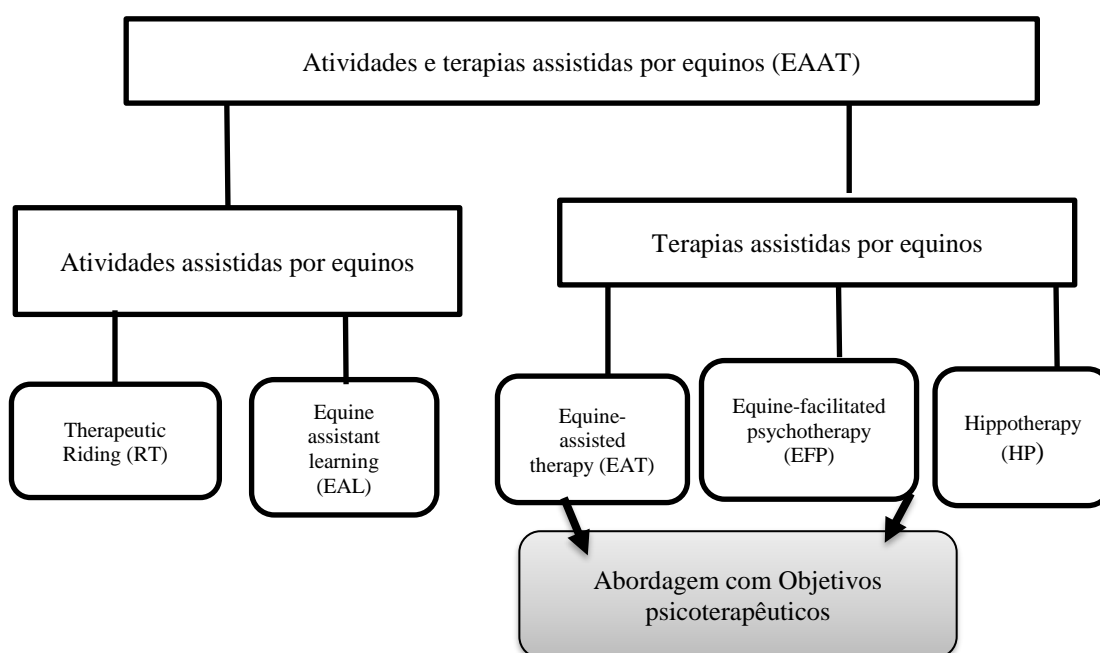 Atividades e terapias assistidas por equinos (EAAT)
Atividades assistidas por equinos
Terapias assistidas por equinos
Therapeutic
Riding (RT)
Equine
assistant
learning
(EAL)
Equine-
assisted
therapy (EAT)
Equine-facilitated
psychotherapy
(EFP)
Hippotherapy
(HP)
Abordagem com Objetivos
psicoterapêuticos